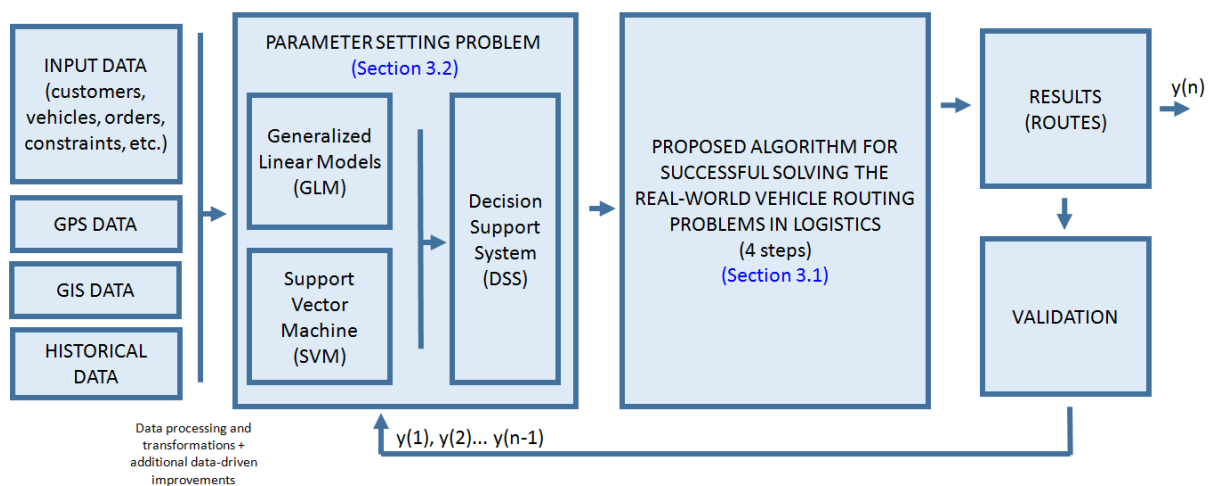 INPUT DATA
(customers,
vehicles, orders,
constraints, etc.)
GPS DATA
GIS DATA
HISTORICAL
DATA
Data processing and
transformations +
additional data-driven
improvements
PARAMETER SETTING PROBLEM
(Section 3.2)
Generalized
Linear Models
(GLM)
Support
Vector
Machine
(SVM)
Decision
Support
System
(DSS)
PROPOSED ALGORITHM FOR
SUCCESSFUL SOLVING THE
REAL-WORLD VEHICLE ROUTING
PROBLEMS IN LOGISTICS
(4 steps)
(Section 3.1)
RESULTS
(ROUTES)
y(n)
VALIDATION
y(1), y(2)... y(n-1)